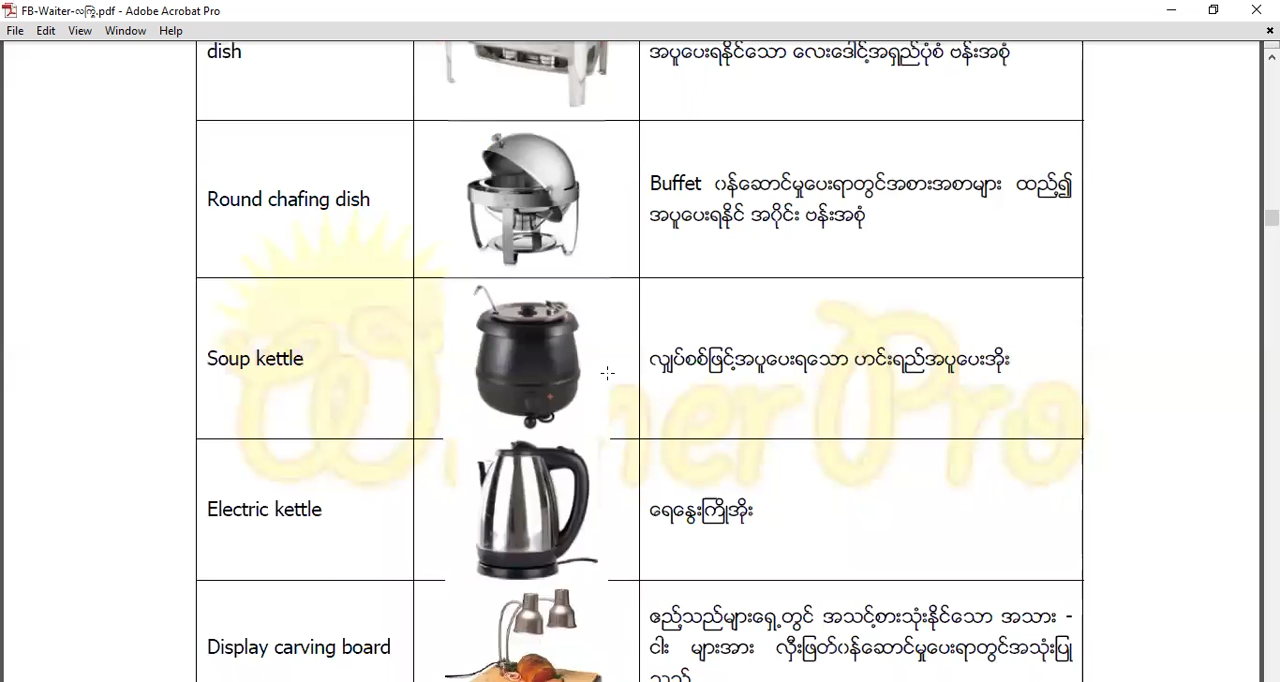 FB-Waiter-လကြွ.pdf - Adobe Acrobat Pro
File Edit View Window Help
dish
အပူပေးရနိုင်သော လေးဒေါင့်အရှည်ပုံစံ ဗန်းအစုံ
Round chafing dish
Buffet ဝန်ဆောင်မှုပေးရာတွင်အစားအစာများ ထည့်၍
အပူပေးရနိုင် အဝိုင်း ဗန်းအစုံ
Soup kettle
လျှပ်စစ်ဖြင့်အပူပေးရသော ဟင်းရည်အပူပေးအိုး
Electric kettle
ရေနွေးကြိုအိုး
Display carving board
ဧည့်သည်များရှေ့တွင် အသင့်စားသုံးနိုင်သော အသား -
ငါး များအား လှီးဖြတ်ဝန်ဆောင်မှုပေးရာတွင်အသုံးပြု
သည်
Winner Pro